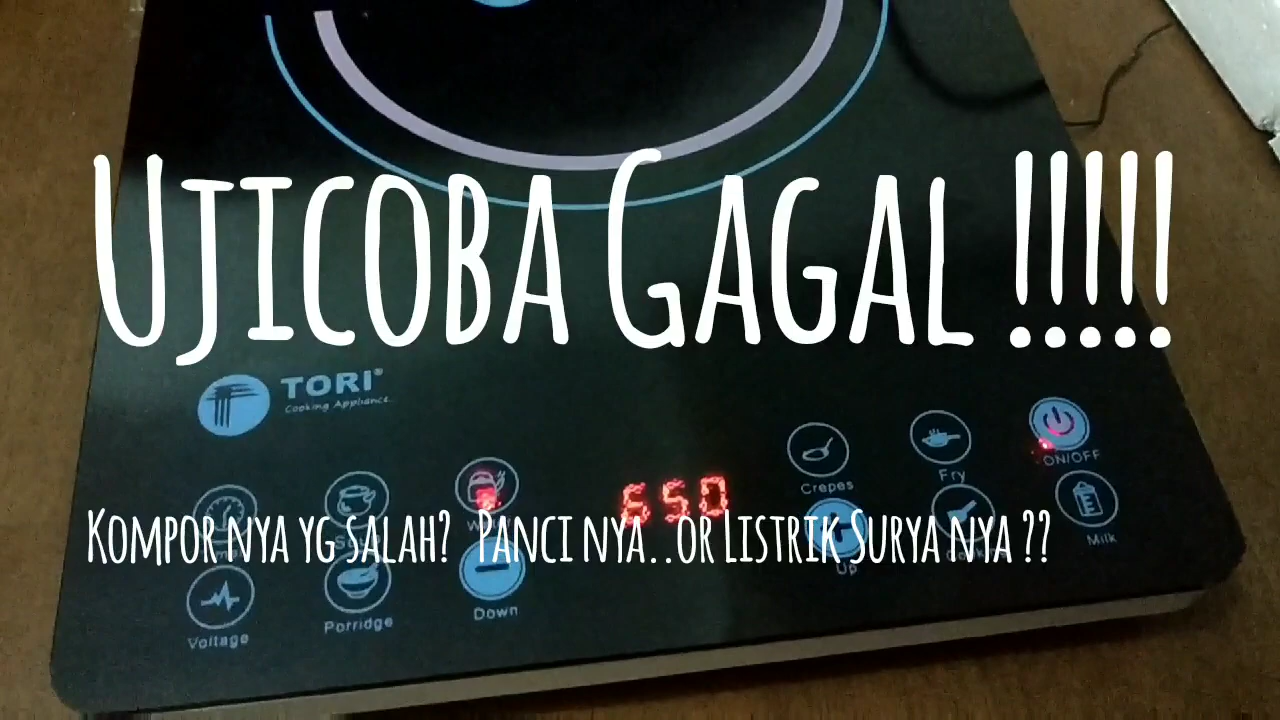 Ujicoba Gagal !!!!!
TORI®
Cooking Appliance
650
Crepes
Fry
ON/OFF
Kompor nya yg salah? Panci nya..or Listrik Surya nya ??
Up
Milk
Voltage
Porridge
Down